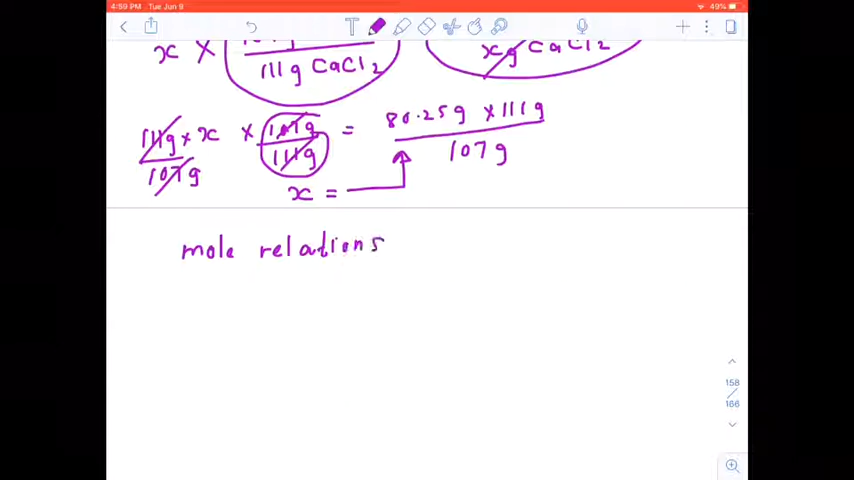 4:59 PM Tue Jun 9
49%
x ×
111 g CaCl2
xg CaCl2
111g × x × 107g = 80.25g × 111g
107g 111g 107g
x =
mole relations
158
166